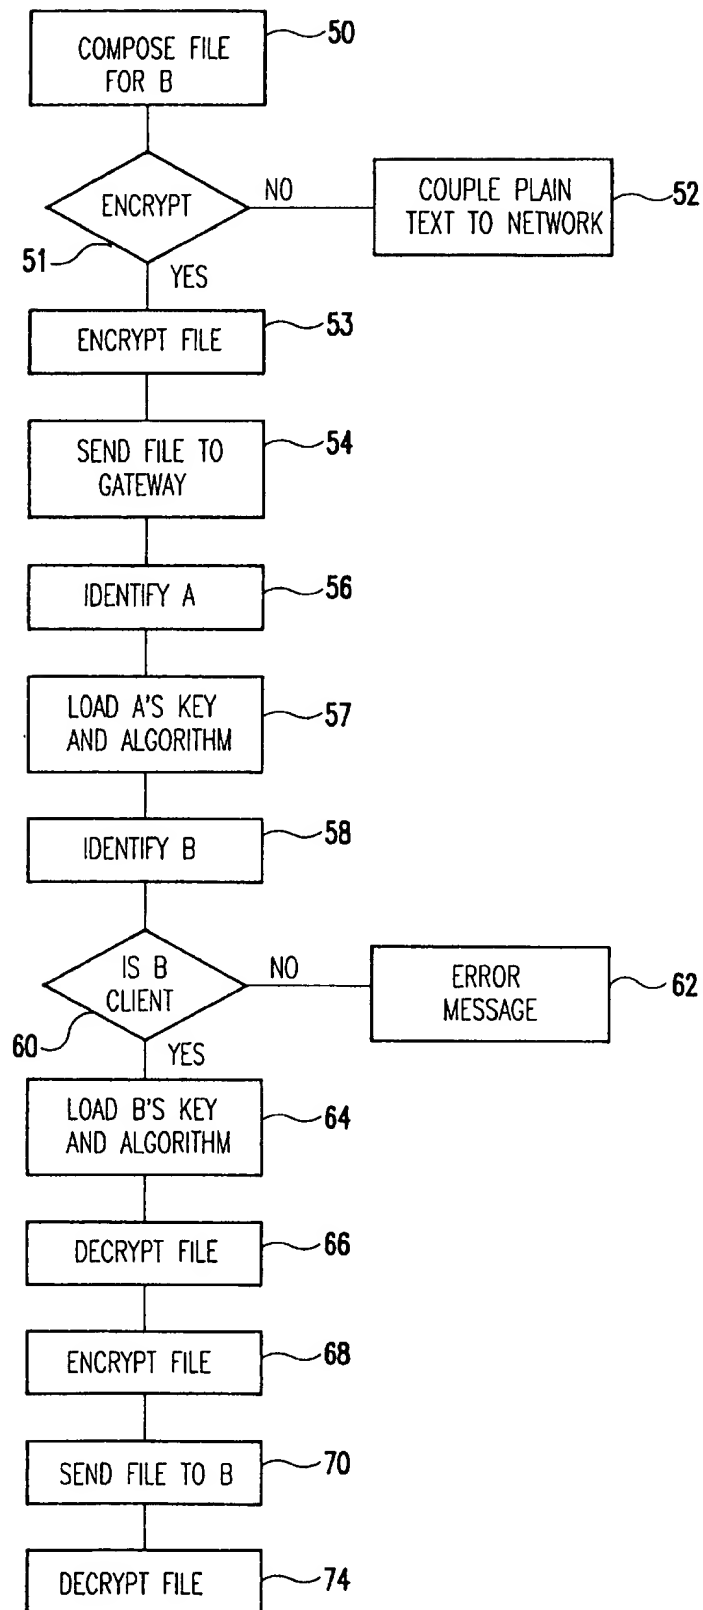 COMPOSE FILE
FOR B
50
ENCRYPT
51
NO
COUPLE PLAIN
TEXT TO NETWORK
52
YES
ENCRYPT FILE
53
SEND FILE TO
GATEWAY
54
IDENTIFY A
56
LOAD A'S KEY
AND ALGORITHM
57
IDENTIFY B
58
IS B
CLIENT
60
NO
ERROR
MESSAGE
62
YES
LOAD B'S KEY
AND ALGORITHM
64
DECRYPT FILE
66
ENCRYPT FILE
68
SEND FILE TO B
70
DECRYPT FILE
74